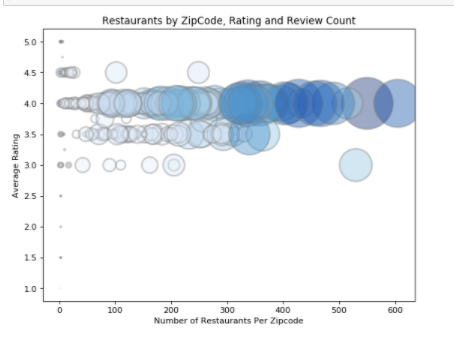 Restaurants by ZipCode, Rating and Review Count
5.0
4.5
4.0
3.5
3.0
2.5
2.0
1.5
1.0
Average Rating
0 100 200 300 400 500 600
Number of Restaurants Per Zipcode